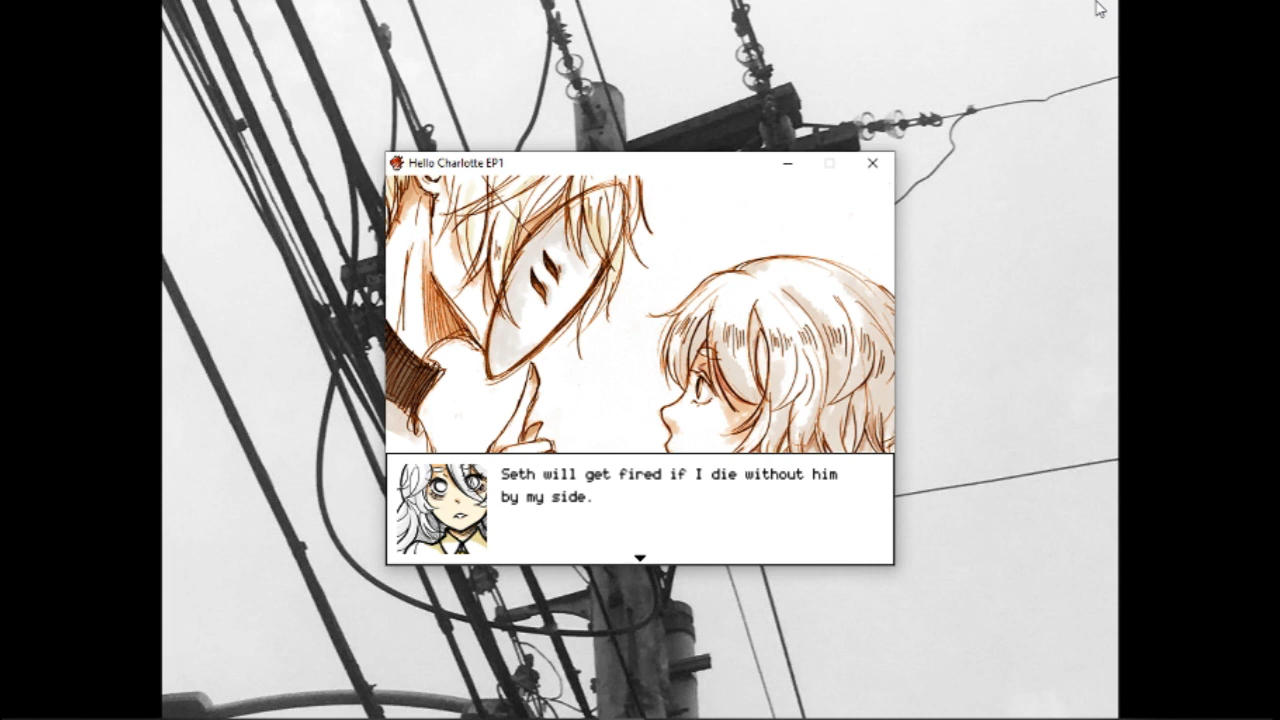 Hello Charlotte EP1
Seth will get fired if I die without him
by my side.